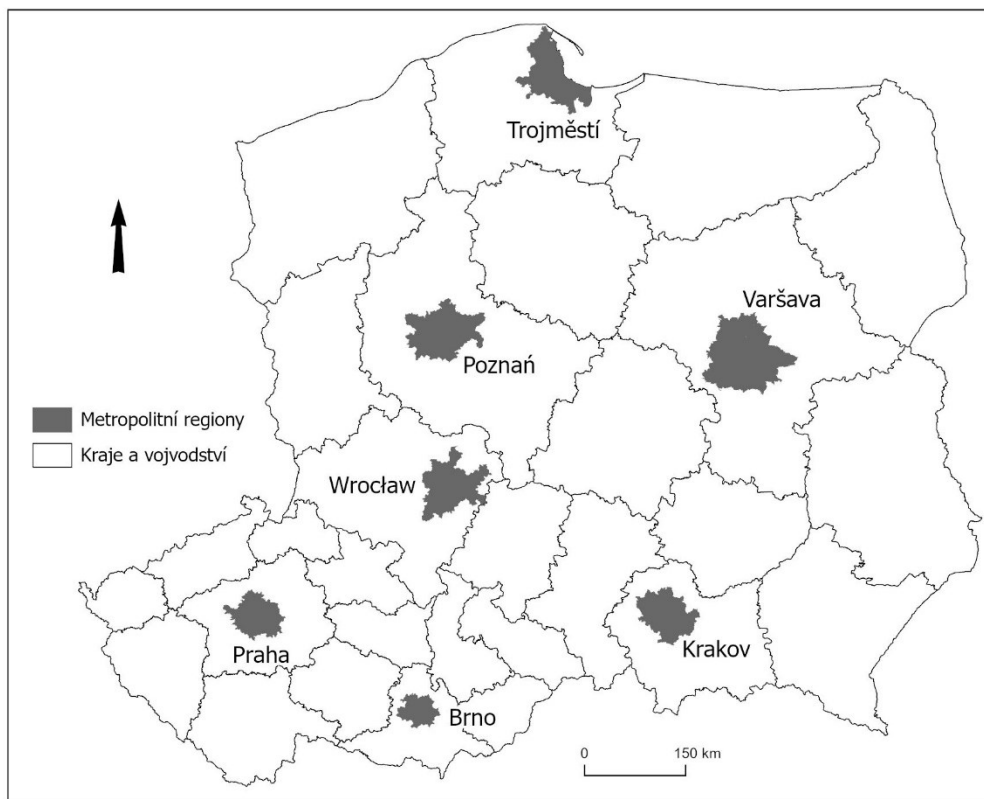 Trojměstí
Varšava
Poznań
Metropolitní regiony
Kraje a vojvodství
Wrocław
Praha
Krakov
Brno
0 150 km